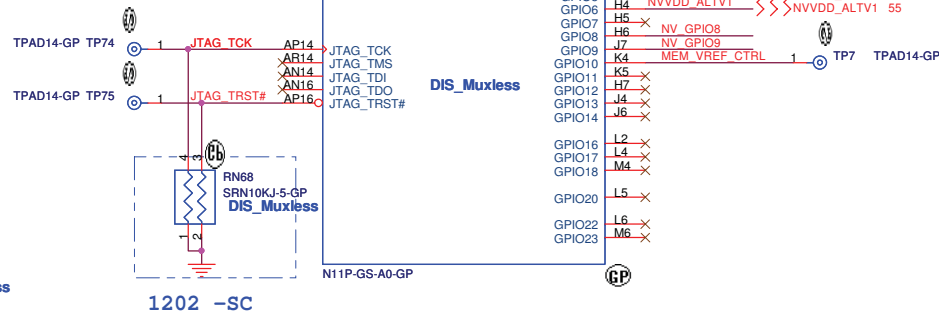 GPIO6 H4 NVVDD_ALTV1 NVVDD_ALTV1 55
GPIO7 H5
GPIO8 H6 NV_GPIO8
GPIO9 J7 NV_GPIO9
GPIO10 K4 MEM_VREF_CTRL 1 TP7 TPAD14-GP
TPAD14-GP TP74 1 JTAG_TCK AP14 JTAG_TCK
AR14 JTAG_TMS
AN14 JTAG_TDI
AN16 JTAG_TDO
TPAD14-GP TP75 1 JTAG_TRST# AP16 JTAG_TRST#
DIS_Muxless
GPIO11 K5
GPIO12 H7
GPIO13 J4
GPIO14 J6
GPIO16 L2
GPIO17 L4
GPIO18 M4
GPIO20 L5
GPIO22 L6
GPIO23 M6
4 3
RN68
SRN10KJ-5-GP
DIS_Muxless
1 2
N11P-GS-A0-GP
GP
ss
1202 -SC